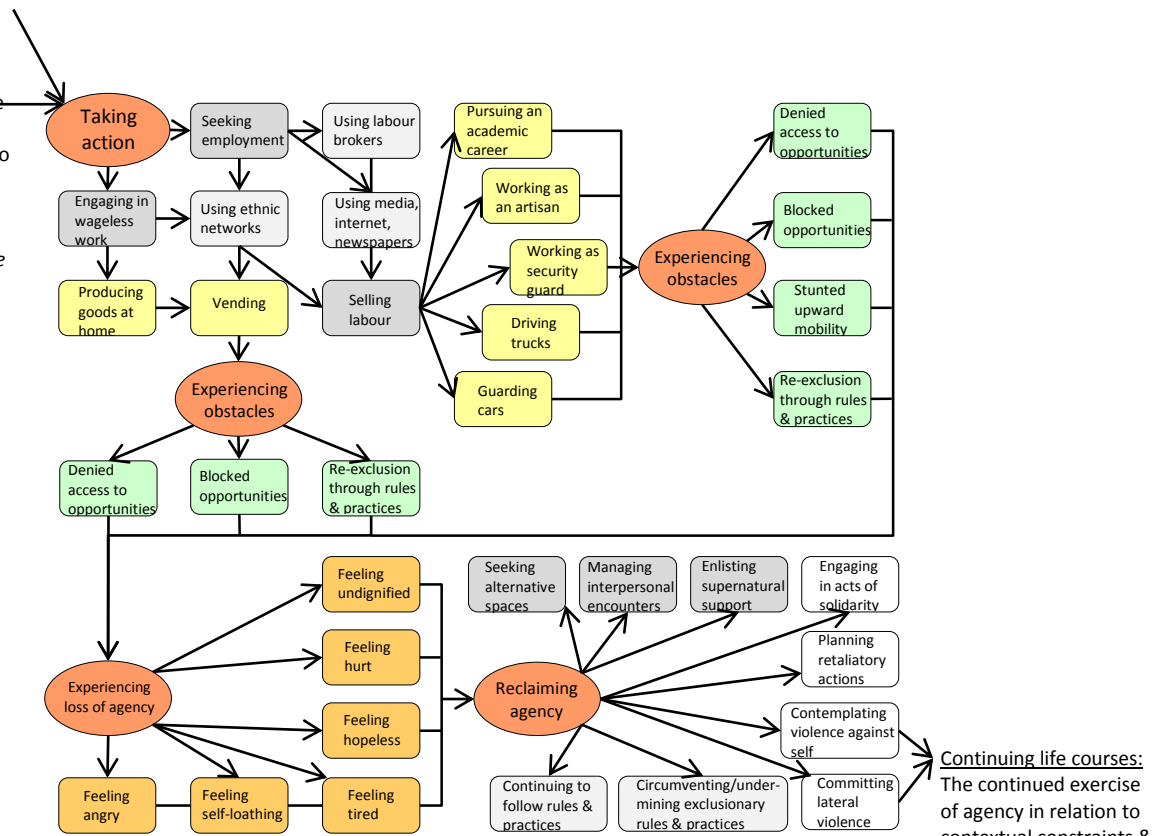 e
o
e
Taking
action
Seeking
employment
Using labour
brokers
Engaging in
wageless
work
Using ethnic
networks
Using media,
internet,
newspapers
Producing
goods at
home
Vending
Selling
labour
Pursuing an
academic
career
Working as
an artisan
Working as
security
guard
Driving
trucks
Guarding
cars
Experiencing
obstacles
Denied
access to
opportunities
Blocked
opportunities
Stunted
upward
mobility
Re-exclusion
through rules
& practices
Experiencing
obstacles
Denied
access to
opportunities
Blocked
opportunities
Re-exclusion
through rules
& practices
Experiencing
loss of agency
Feeling
undignified
Feeling
hurt
Feeling
hopeless
Feeling
angry
Feeling
self-loathing
Feeling
tired
Reclaiming
agency
Seeking
alternative
spaces
Managing
interpersonal
encounters
Enlisting
supernatural
support
Engaging
in acts of
solidarity
Planning
retaliatory
actions
Contemplating
violence against
self
Committing
lateral
violence
Continuing to
follow rules &
practices
Circumventing/under-
mining exclusionary
rules & practices
Continuing life courses:
The continued exercise
of agency in relation to
contextual constraints &